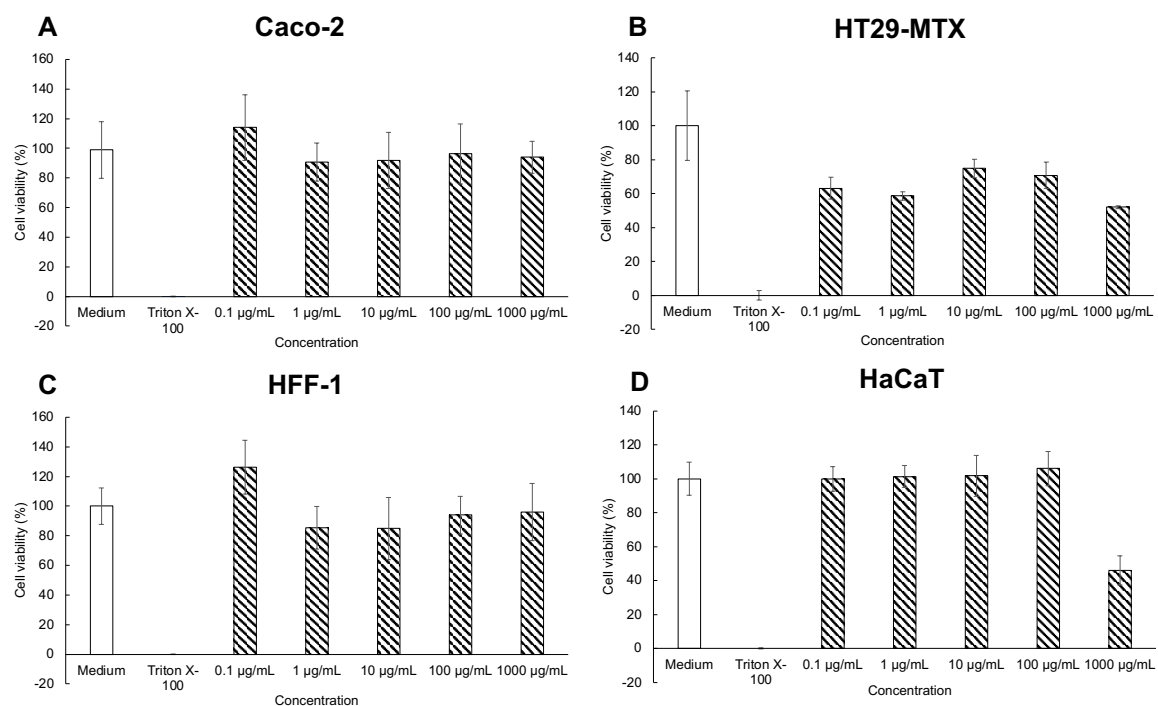 A
Caco-2
Cell viability (%)
160
140
120
100
80
60
40
20
0
-20
Medium
Triton X-
100
0.1 µg/mL
1 µg/mL
10 µg/mL
100 µg/mL
1000 µg/mL
Concentration
B
HT29-MTX
Cell viability (%)
140
120
100
80
60
40
20
0
-20
Medium
Triton X-
100
0.1 µg/mL
1 µg/mL
10 µg/mL
100 µg/mL
1000 µg/mL
Concentration
C
HFF-1
Cell viability (%)
160
140
120
100
80
60
40
20
0
-20
Medium
Triton X-
100
0.1 µg/mL
1 µg/mL
10 µg/mL
100 µg/mL
1000 µg/mL
Concentration
D
HaCaT
Cell viability (%)
140
120
100
80
60
40
20
0
-20
Medium
Triton X-
100
0.1 µg/mL
1 µg/mL
10 µg/mL
100 µg/mL
1000 µg/mL
Concentration